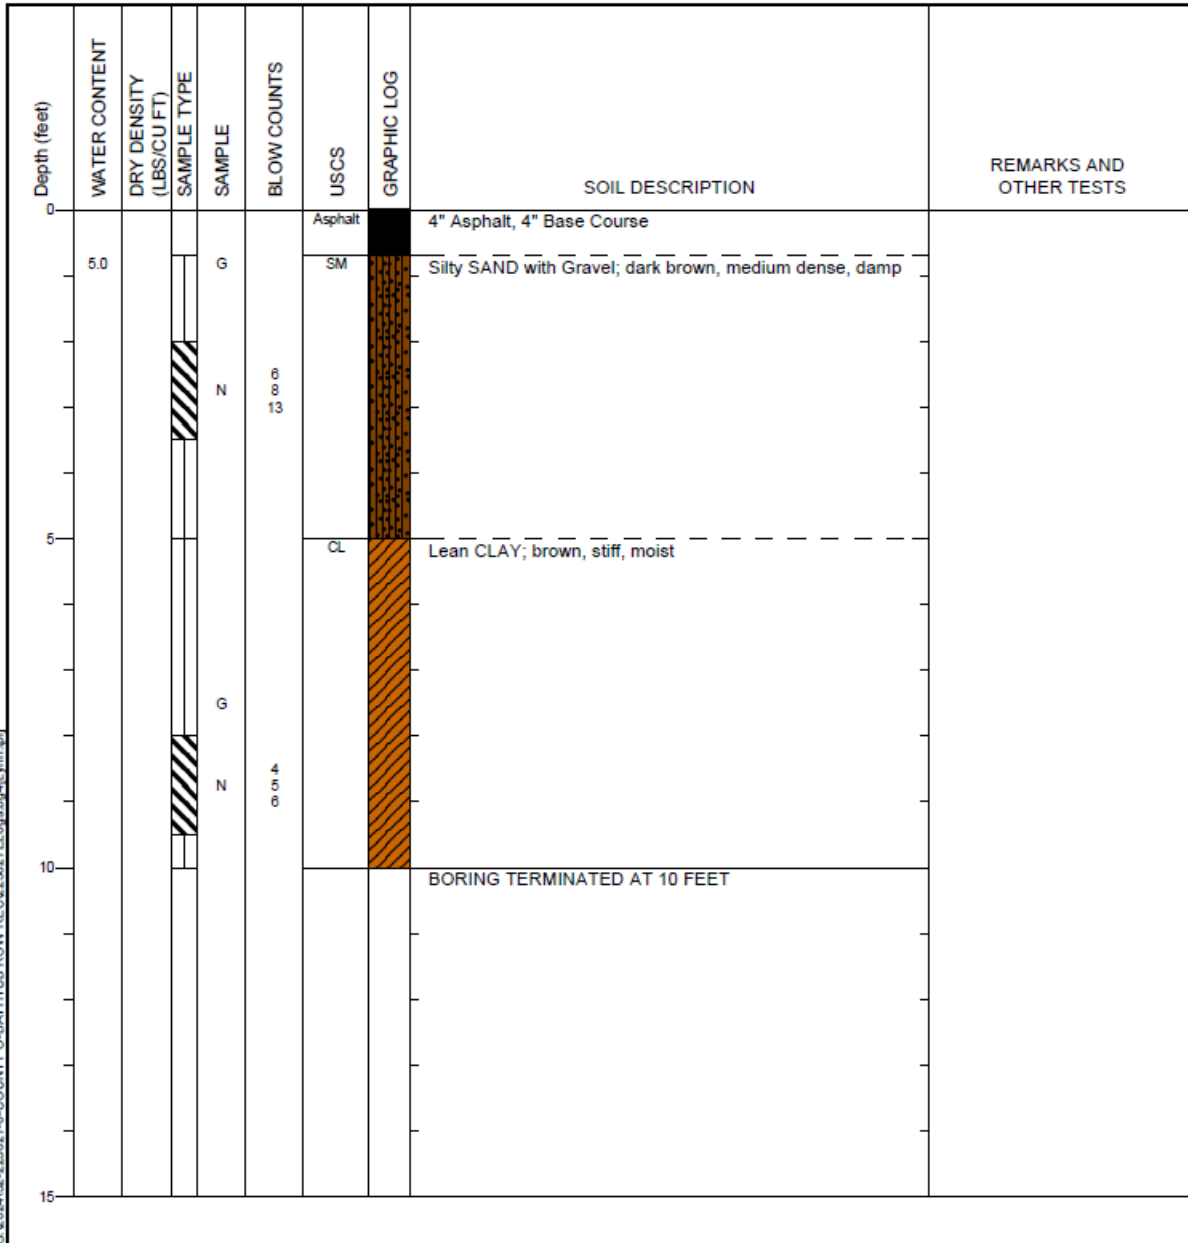 Depth (feet)
WATER CONTENT
DRY DENSITY
(LBS/CU FT)
SAMPLE TYPE
SAMPLE
BLOW COUNTS
USCS
GRAPHIC LOG
SOIL DESCRIPTION
REMARKS AND
OTHER TESTS
0
Asphalt
4" Asphalt, 4" Base Course
5.0
G
SM
Silty SAND with Gravel; dark brown, medium dense, damp
N
6
8
13
5
CL
Lean CLAY; brown, stiff, moist
G
N
4
5
6
10
BORING TERMINATED AT 10 FEET
15